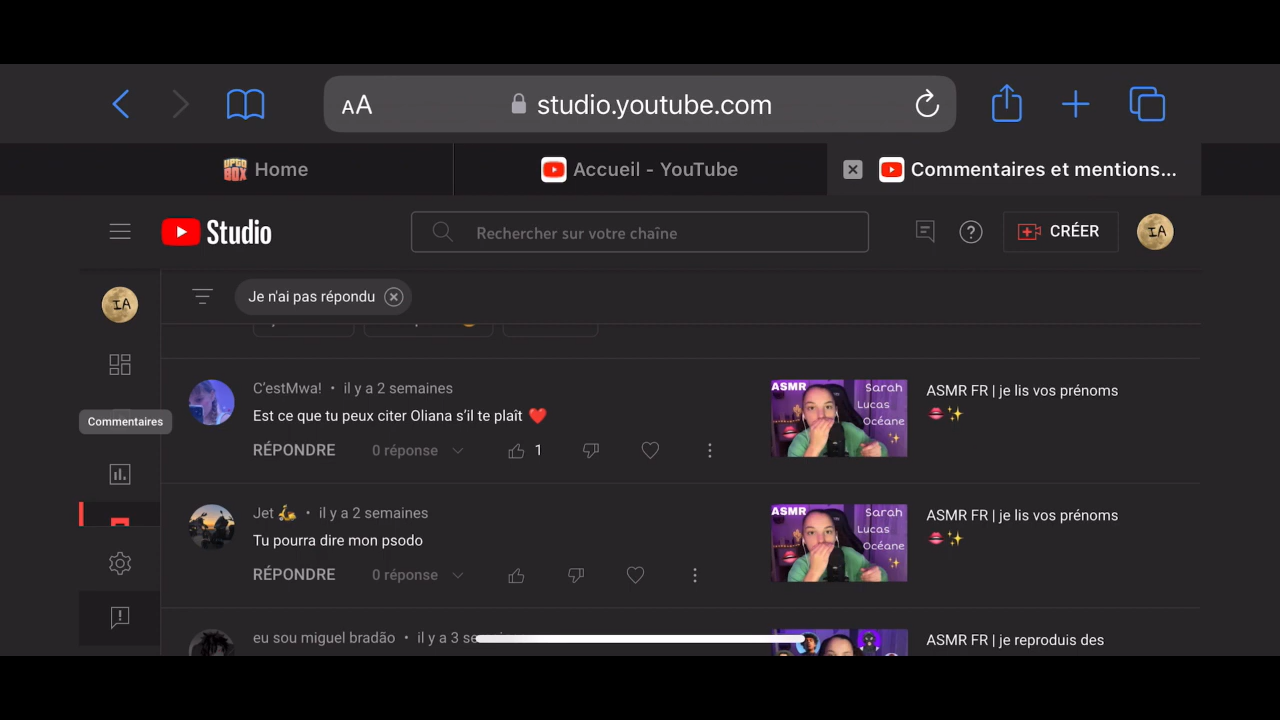 AA studio.youtube.com
Home
Accueil - YouTube
Commentaires et mentions...
Studio
Rechercher sur votre chaîne
CRÉER
IA
IA
Je n'ai pas répondu
Commentaires
C'estMwa! • il y a 2 semaines
Est ce que tu peux citer Oliana s'il te plaît ❤️
RÉPONDRE 0 réponse 1
ASMR
Sarah
Lucas
Océane
ASMR FR | je lis vos prénoms
👄✨
Jet 🛵 • il y a 2 semaines
Tu pourra dire mon psodo
RÉPONDRE 0 réponse
ASMR
Sarah
Lucas
Océane
ASMR FR | je lis vos prénoms
👄✨
eu sou miguel bradão • il y a 3
ASMR FR | je reproduis des